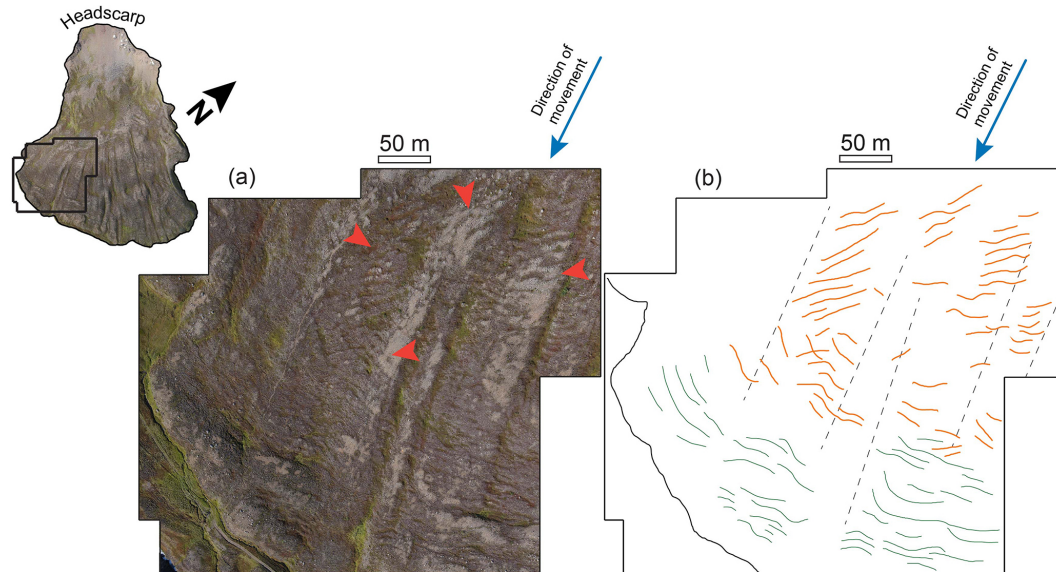 Headscarp
N
Direction of
movement
50 m
(a)
Direction of
movement
50 m
(b)